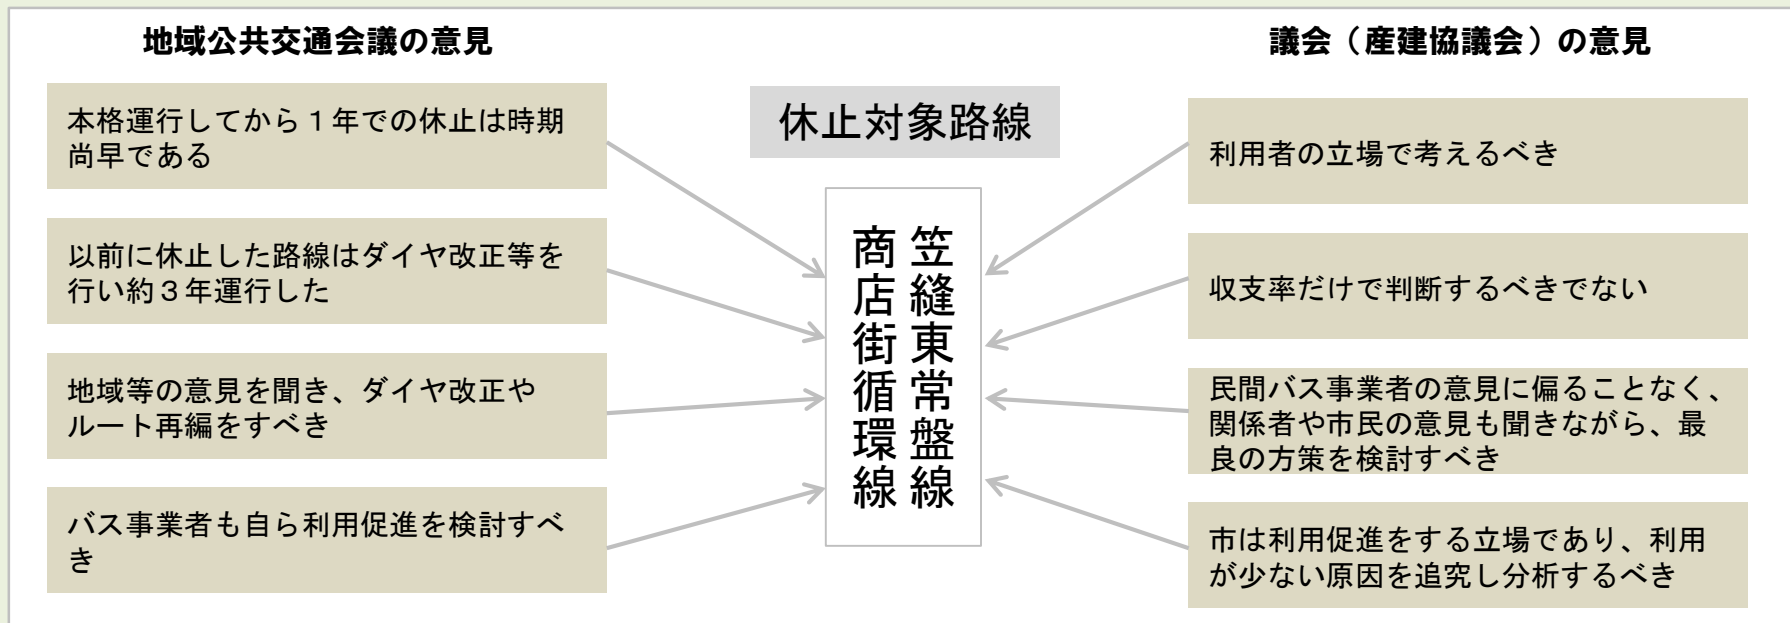 地域公共交通会議の意見
本格運行してから１年での休止は時期
尚早である
以前に休止した路線はダイヤ改正等を
行い約３年運行した
地域等の意見を聞き、ダイヤ改正や
ルート再編をすべき
バス事業者も自ら利用促進を検討すべ
き
休止対象路線
笠縫東常盤線
商店街循環線
議会（産建協議会）の意見
利用者の立場で考えるべき
収支率だけで判断するべきでない
民間バス事業者の意見に偏ることなく、
関係者や市民の意見も聞きながら、最
良の方策を検討すべき
市は利用促進をする立場であり、利用
が少ない原因を追究し分析するべき